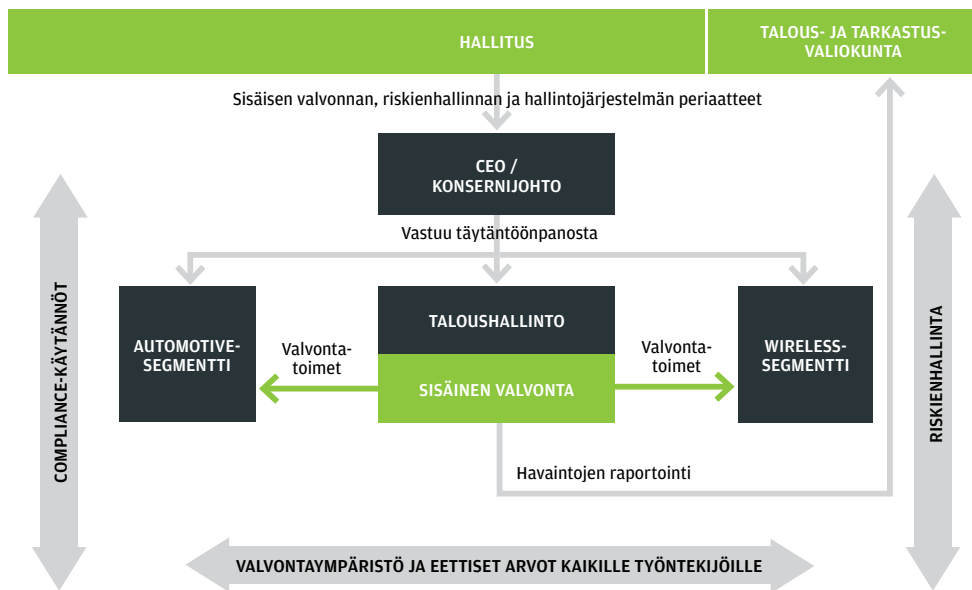 HALLITUS
TALOUS- JA TARKASTUS-
VALIOKUNTA
Sisäisen valvonnan, riskienhallinnan ja hallintojärjestelmän periaatteet
CEO /
KONSERNIJOHTO
Vastuu täytäntöönpanosta
COMPLIANCE-KÄYTÄNNÖT
AUTOMOTIVE-
SEGMENTTI
Valvonta-
toimet
TALOUSHALLINTO
SISÄINEN VALVONTA
Valvonta-
toimet
WIRELESS-
SEGMENTTI
RISKIENHALLINTA
Havaintojen raportointi
VALVONTAYMPÄRISTÖ JA EETTISET ARVOT KAIKILLE TYÖNTEKIJÖILLE